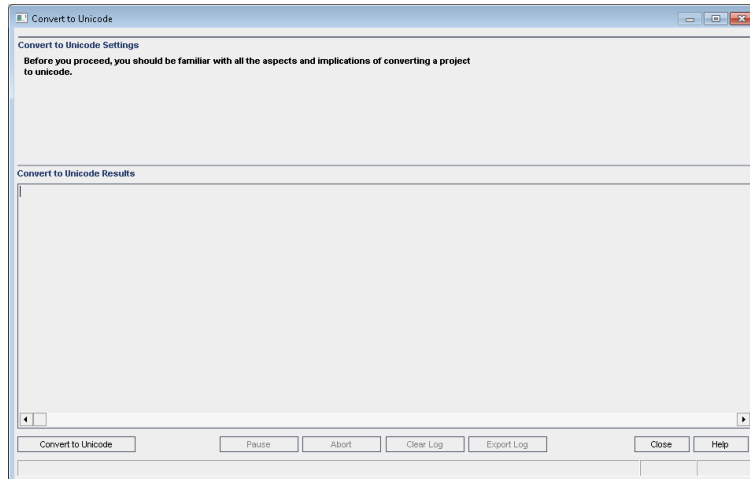 Convert to Unicode
Convert to Unicode Settings
Before you proceed, you should be familiar with all the aspects and implications of converting a project
to unicode.
Convert to Unicode Results
Convert to Unicode Pause Abort Clear Log Export Log Close Help